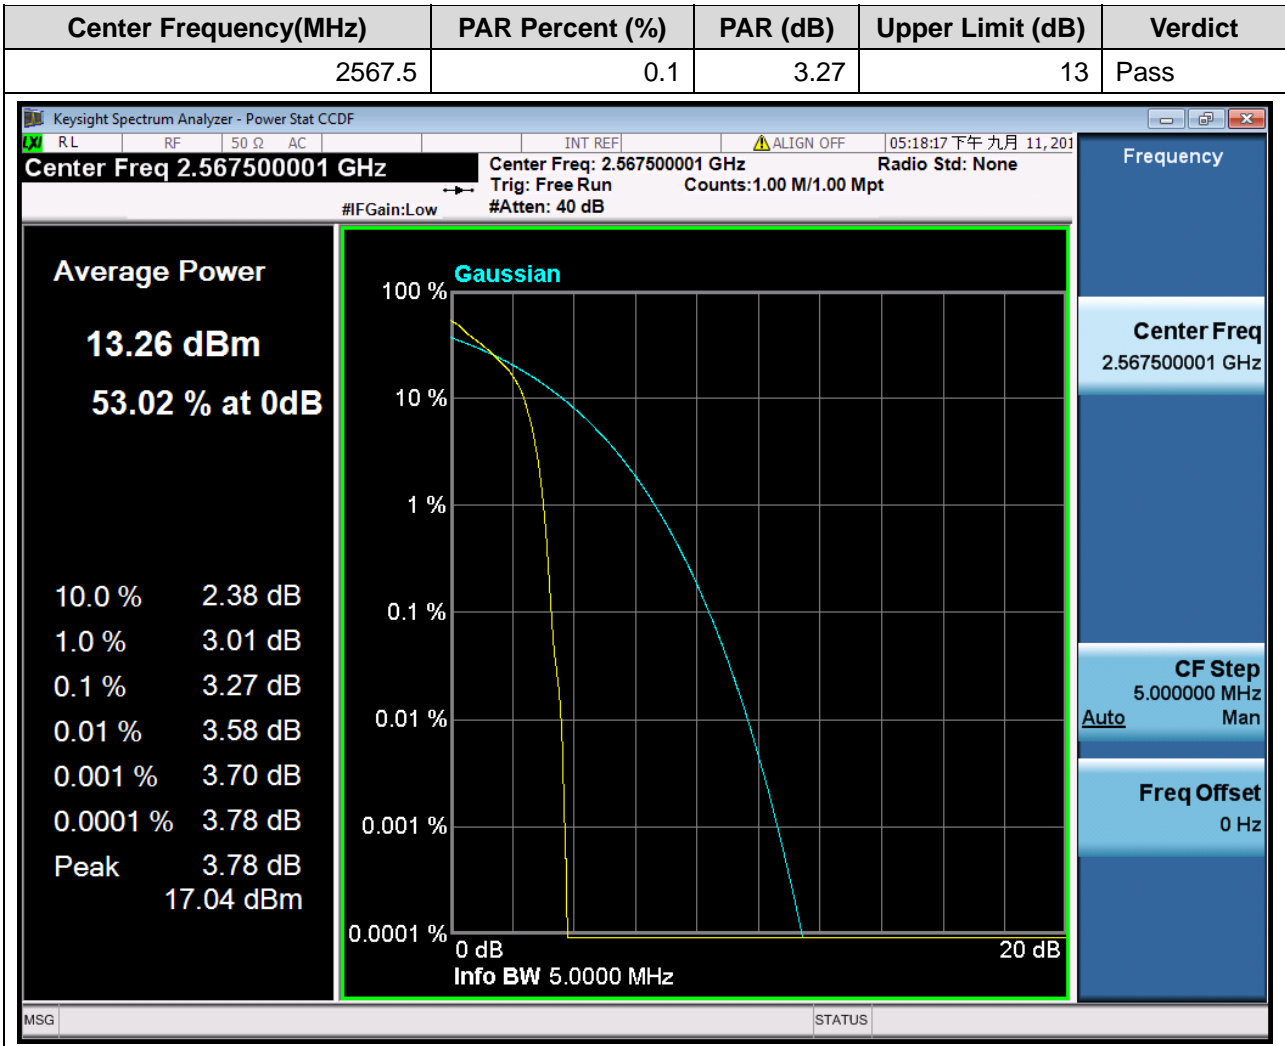 Center Frequency(MHz) PAR Percent (%) PAR (dB) Upper Limit (dB) Verdict
2567.5 0.1 3.27 13 Pass
Keysight Spectrum Analyzer - Power Stat CCDF
LXI RL RF 50 Ω AC INT REF ALIGN OFF 05:18:17 下午 九月 11, 201
Center Freq 2.567500001 GHz
Center Freq: 2.567500001 GHz Radio Std: None
Trig: Free Run Counts:1.00 M/1.00 Mpt
#IFGain:Low #Atten: 40 dB
Average Power
13.26 dBm
53.02 % at 0dB
10.0 % 2.38 dB
1.0 % 3.01 dB
0.1 % 3.27 dB
0.01 % 3.58 dB
0.001 % 3.70 dB
0.0001 % 3.78 dB
Peak 3.78 dB
17.04 dBm
Gaussian
100 %
10 %
1 %
0.1 %
0.01 %
0.001 %
0.0001 %
0 dB 20 dB
Info BW 5.0000 MHz
Frequency
Center Freq
2.567500001 GHz
CF Step
5.000000 MHz
Auto Man
Freq Offset
0 Hz
MSG STATUS